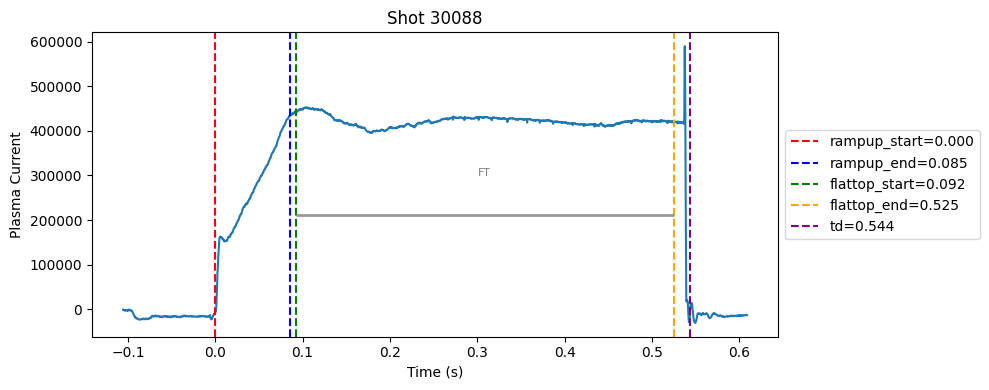 Shot 30088
600000
500000
400000
300000
200000
100000
0
Plasma Current
FT
−0.1
0.0
0.1
0.2
0.3
0.4
0.5
0.6
Time (s)
rampup_start=0.000
rampup_end=0.085
flattop_start=0.092
flattop_end=0.525
td=0.544